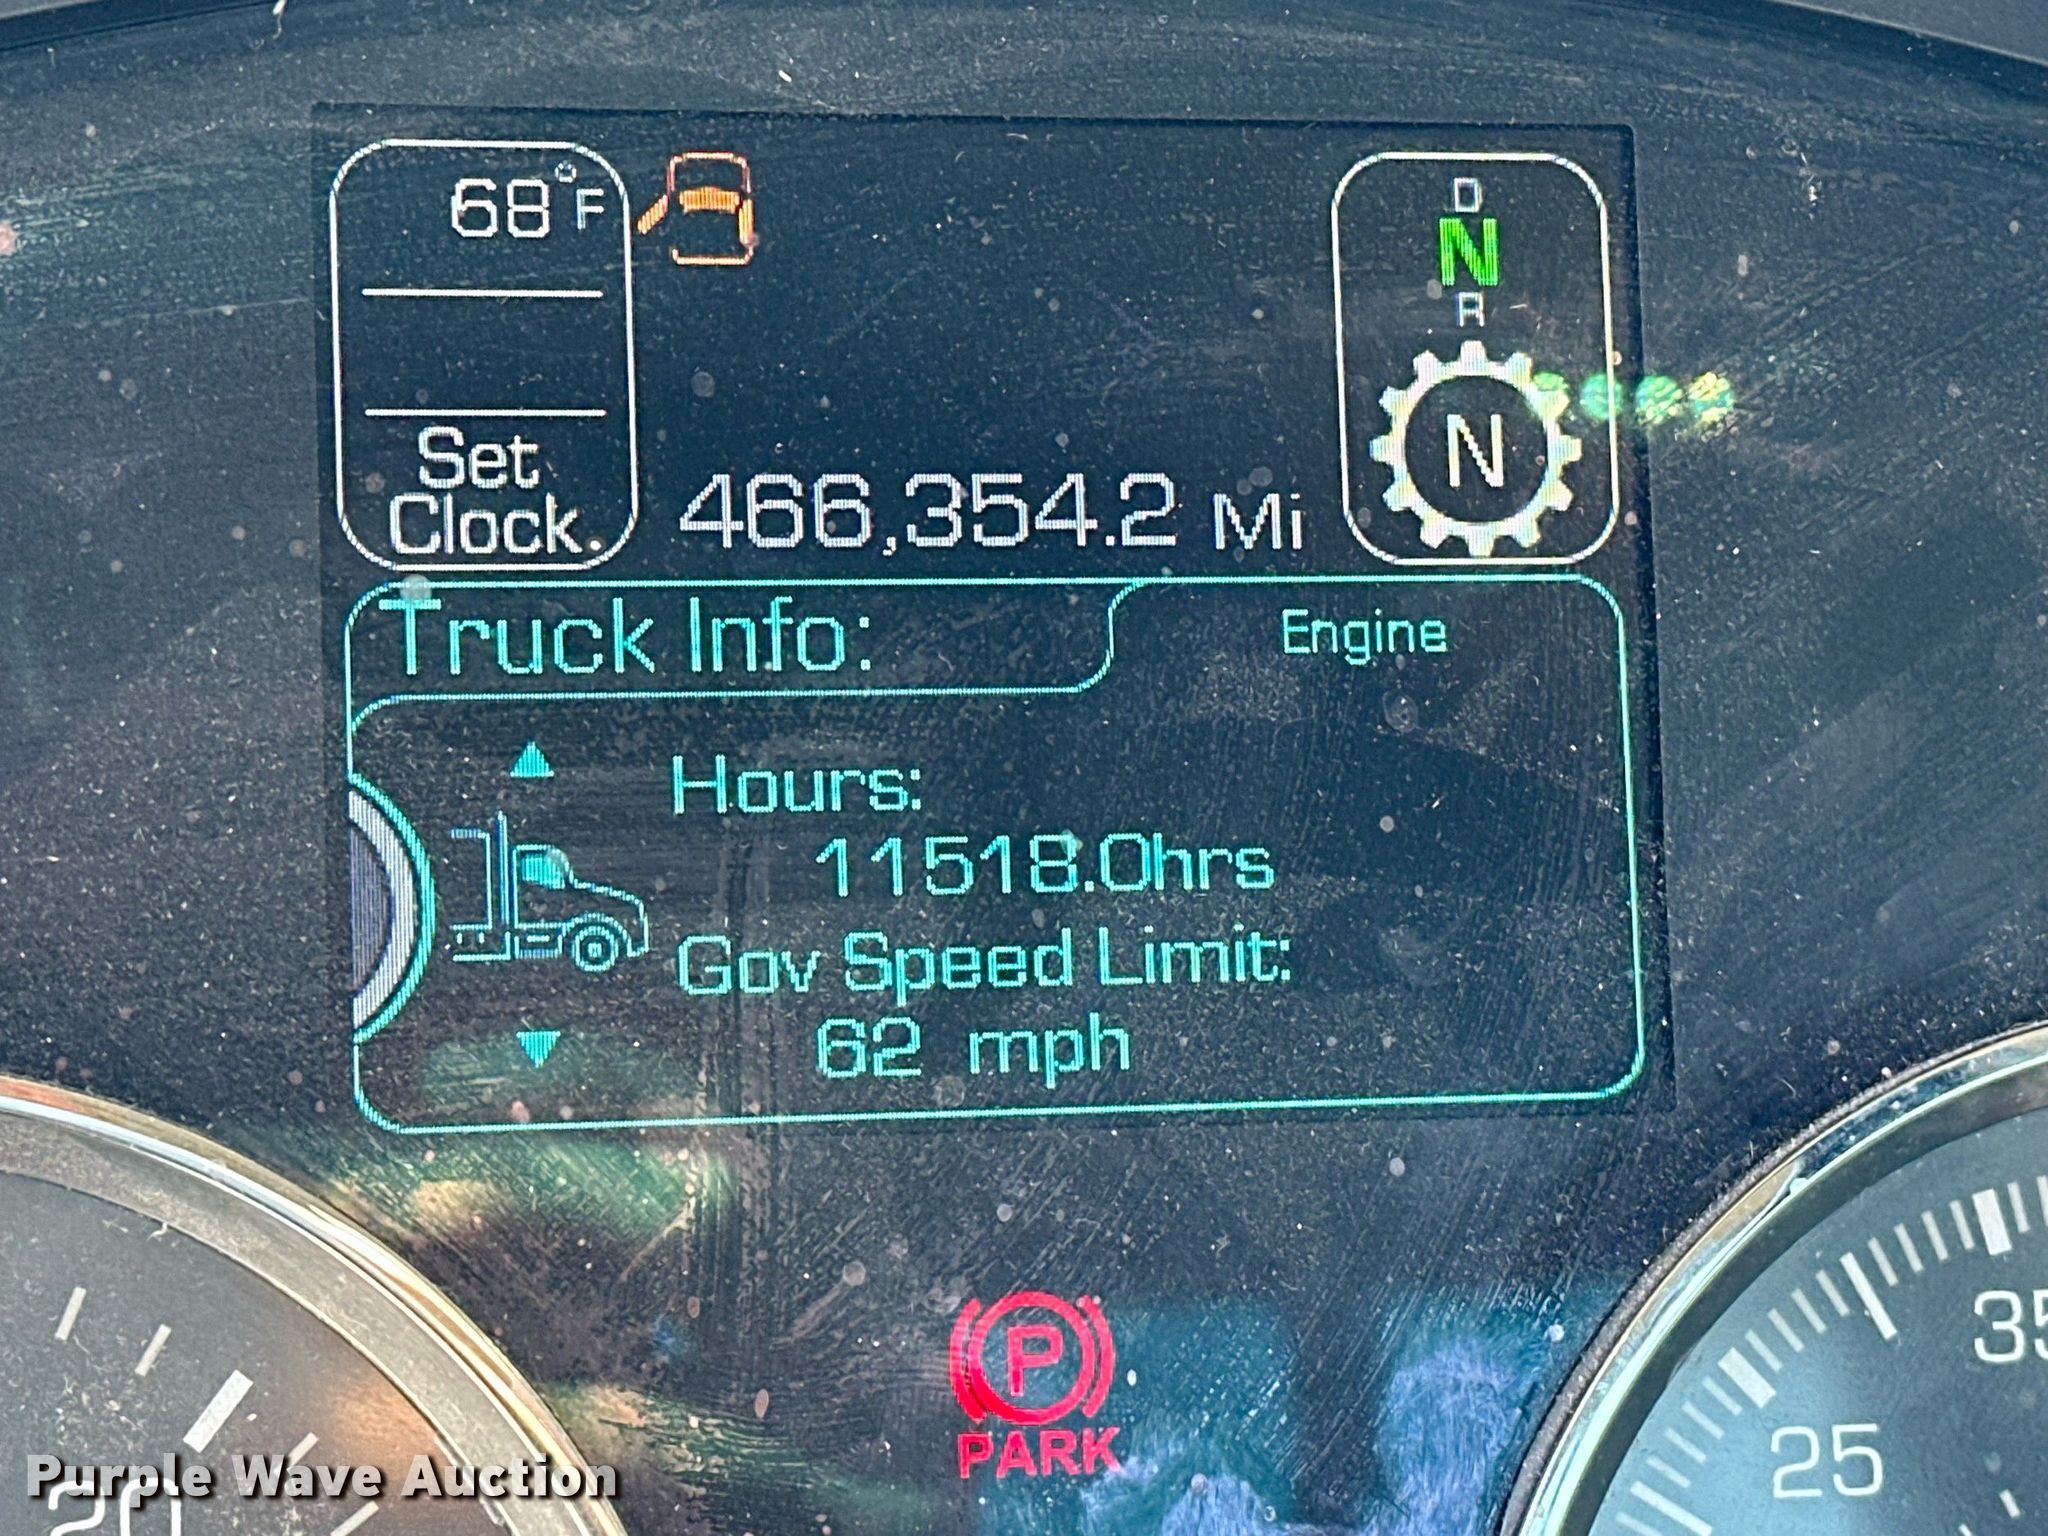 68°F
D
N
R
N
Set
Clock
466,354.2 Mi
Truck Info:
Engine
Hours:
11518.0hrs
Gov Speed Limit:
62 mph
P
PARK
35
25
20
Purple Wave Auction